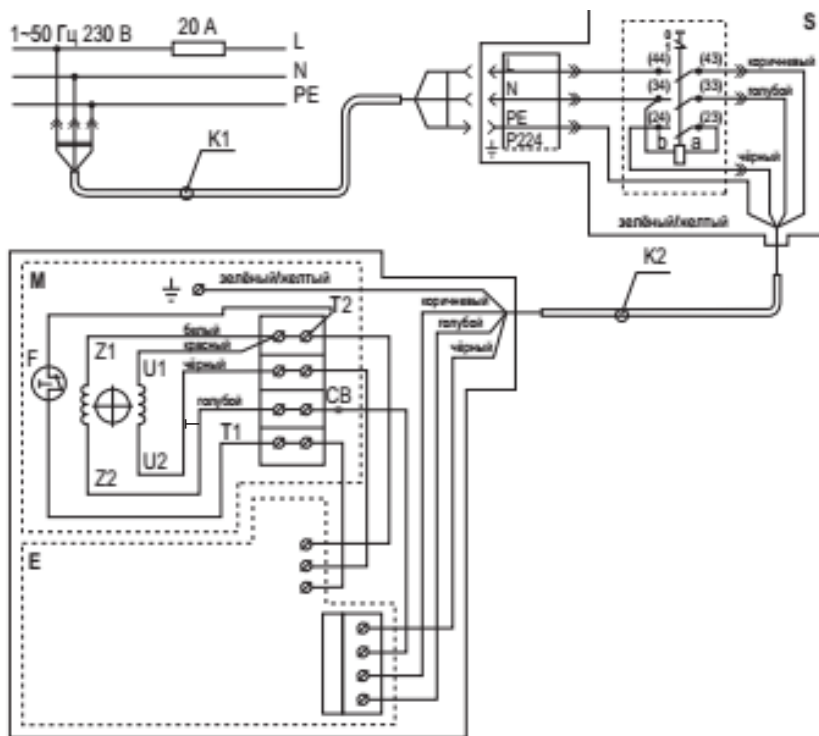 1~50 Гц 230 В
20 А
L
N
PE
K1
S
L
N
PE
P224
0
(44)
(43)
(34)
(33)
(24)
(23)
b
a
коричневый
голубой
чёрный
зелёный/желтый
K2
M
зелёный/желтый
коричневый
голубой
чёрный
T2
белый
красный
чёрный
голубой
F
Z1
U1
Z2
U2
T1
CB
E